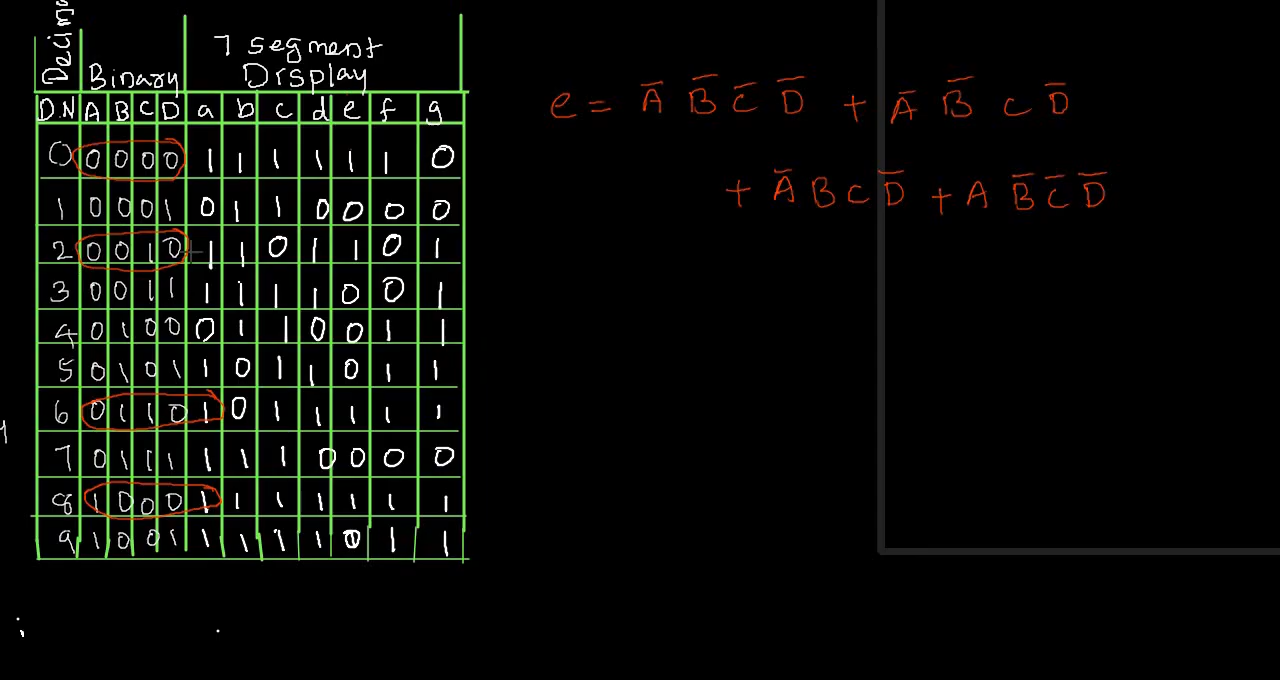 7 segment
Display
Binary
D.N A B C D a b c d e f g
0 0 0 0 0 1 1 1 1 1 1 0
1 0 0 0 1 0 1 1 0 0 0 0
2 0 0 1 0 1 1 0 1 1 0 1
3 0 0 1 1 1 1 1 1 0 0 1
4 0 1 0 0 0 1 1 0 0 1 1
5 0 1 0 1 1 0 1 1 0 1 1
6 0 1 1 0 1 0 1 1 1 1 1
7 0 1 1 1 1 1 1 0 0 0 0
8 1 0 0 0 1 1 1 1 1 1 1
9 1 0 0 1 1 1 1 1 0 1 1
e = A̅ B̅ C̅ D̅ + A̅ B̅ C D̅
+ A̅ B C D̅ + A B̅ C̅ D̅